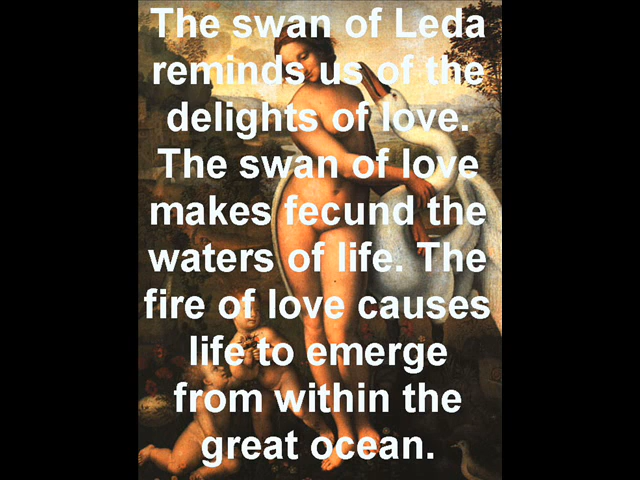 The swan of Leda
reminds us of the
delights of love.
The swan of love
makes fecund the
waters of life. The
fire of love causes
life to emerge
from within the
great ocean.